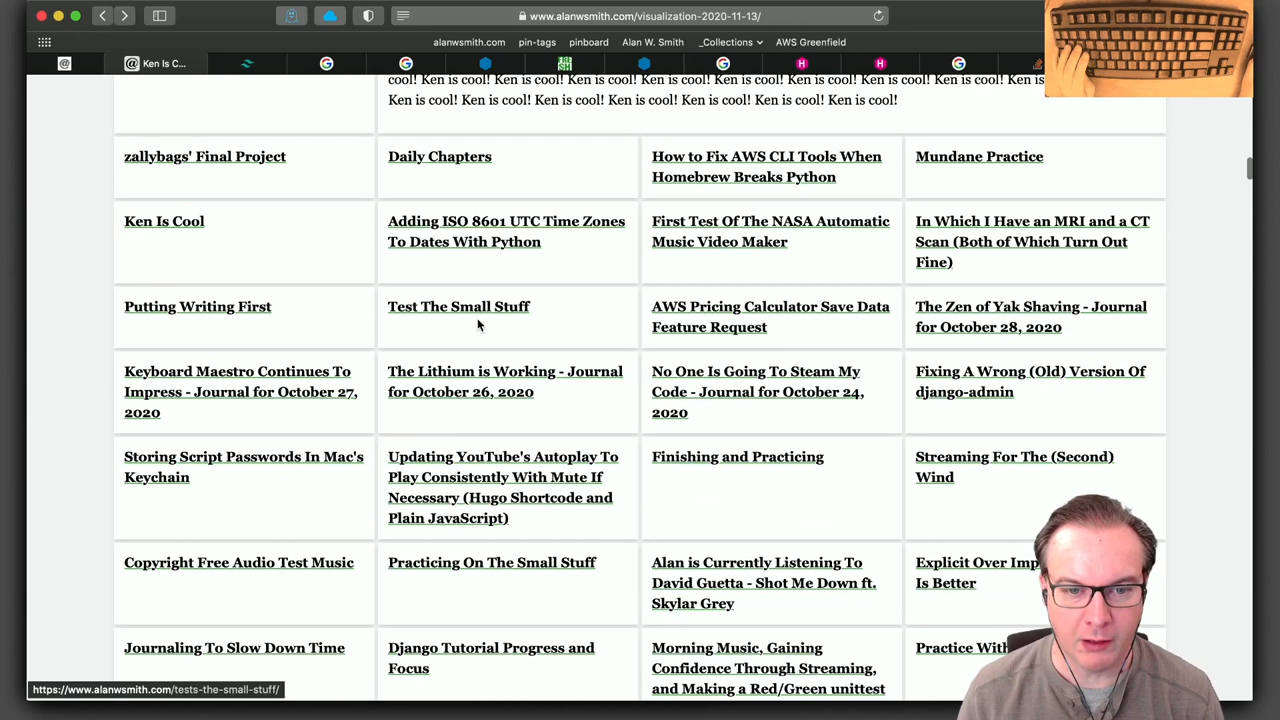 www.alanwsmith.com/visualization-2020-11-13/
alanwsmith.com pin-tags pinboard Alan W. Smith _Collections AWS Greenfield
Ken Is C...
cool! Ken is cool! Ken is cool! Ken is cool! Ken is cool! Ken is cool! Ken is cool! Ken is cool! Ken is cool!
Ken is cool! Ken is cool! Ken is cool! Ken is cool! Ken is cool! Ken is cool! Ken is cool!
zallybags' Final Project
Daily Chapters
How to Fix AWS CLI Tools When
Homebrew Breaks Python
Mundane Practice
Ken Is Cool
Adding ISO 8601 UTC Time Zones
To Dates With Python
First Test Of The NASA Automatic
Music Video Maker
In Which I Have an MRI and a CT
Scan (Both of Which Turn Out
Fine)
Putting Writing First
Test The Small Stuff
AWS Pricing Calculator Save Data
Feature Request
The Zen of Yak Shaving - Journal
for October 28, 2020
Keyboard Maestro Continues To
Impress - Journal for October 27,
2020
The Lithium is Working - Journal
for October 26, 2020
No One Is Going To Steam My
Code - Journal for October 24,
2020
Fixing A Wrong (Old) Version Of
django-admin
Storing Script Passwords In Mac's
Keychain
Updating YouTube's Autoplay To
Play Consistently With Mute If
Necessary (Hugo Shortcode and
Plain JavaScript)
Finishing and Practicing
Streaming For The (Second)
Wind
Copyright Free Audio Test Music
Practicing On The Small Stuff
Alan is Currently Listening To
David Guetta - Shot Me Down ft.
Skylar Grey
Explicit Over Imp
Is Better
Journaling To Slow Down Time
Django Tutorial Progress and
Focus
Morning Music, Gaining
Confidence Through Streaming,
and Making a Red/Green unittest
Practice With
https://www.alanwsmith.com/tests-the-small-stuff/